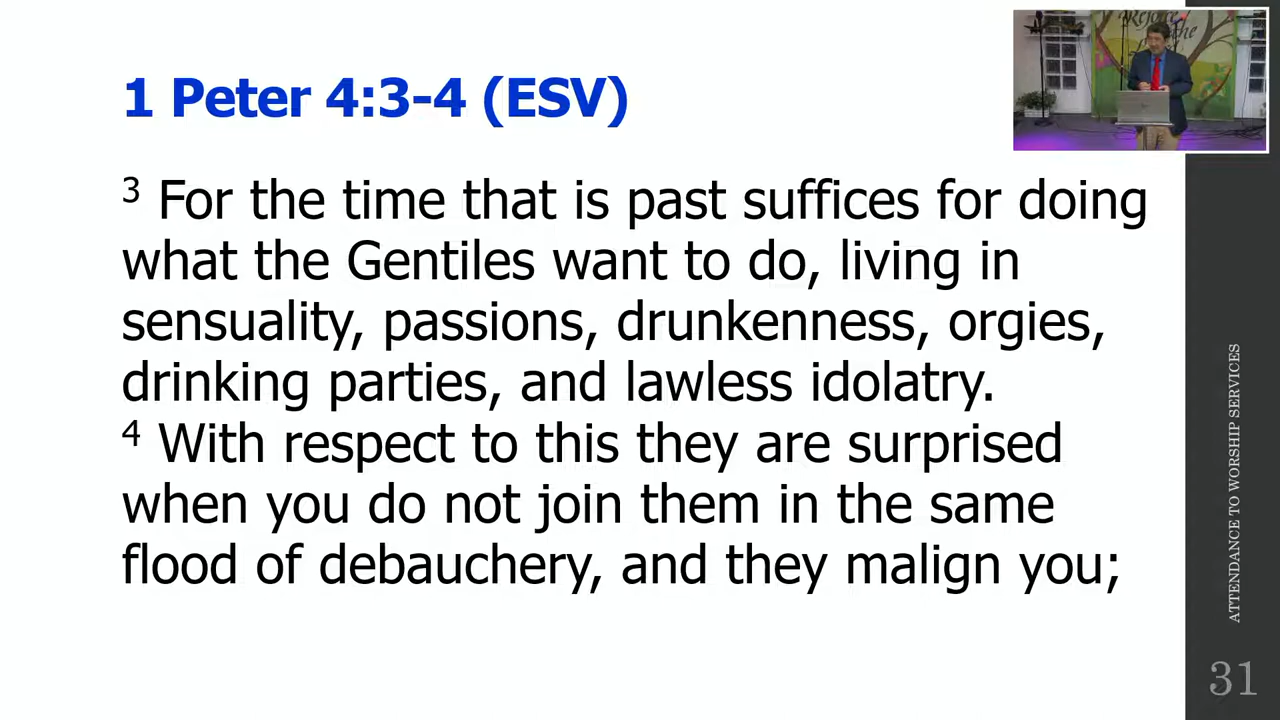 1 Peter 4:3-4 (ESV)
3 For the time that is past suffices for doing
what the Gentiles want to do, living in
sensuality, passions, drunkenness, orgies,
drinking parties, and lawless idolatry.
4 With respect to this they are surprised
when you do not join them in the same
flood of debauchery, and they malign you;
ATTENDANCE TO WORSHIP SERVICES
31
Rejoice
the